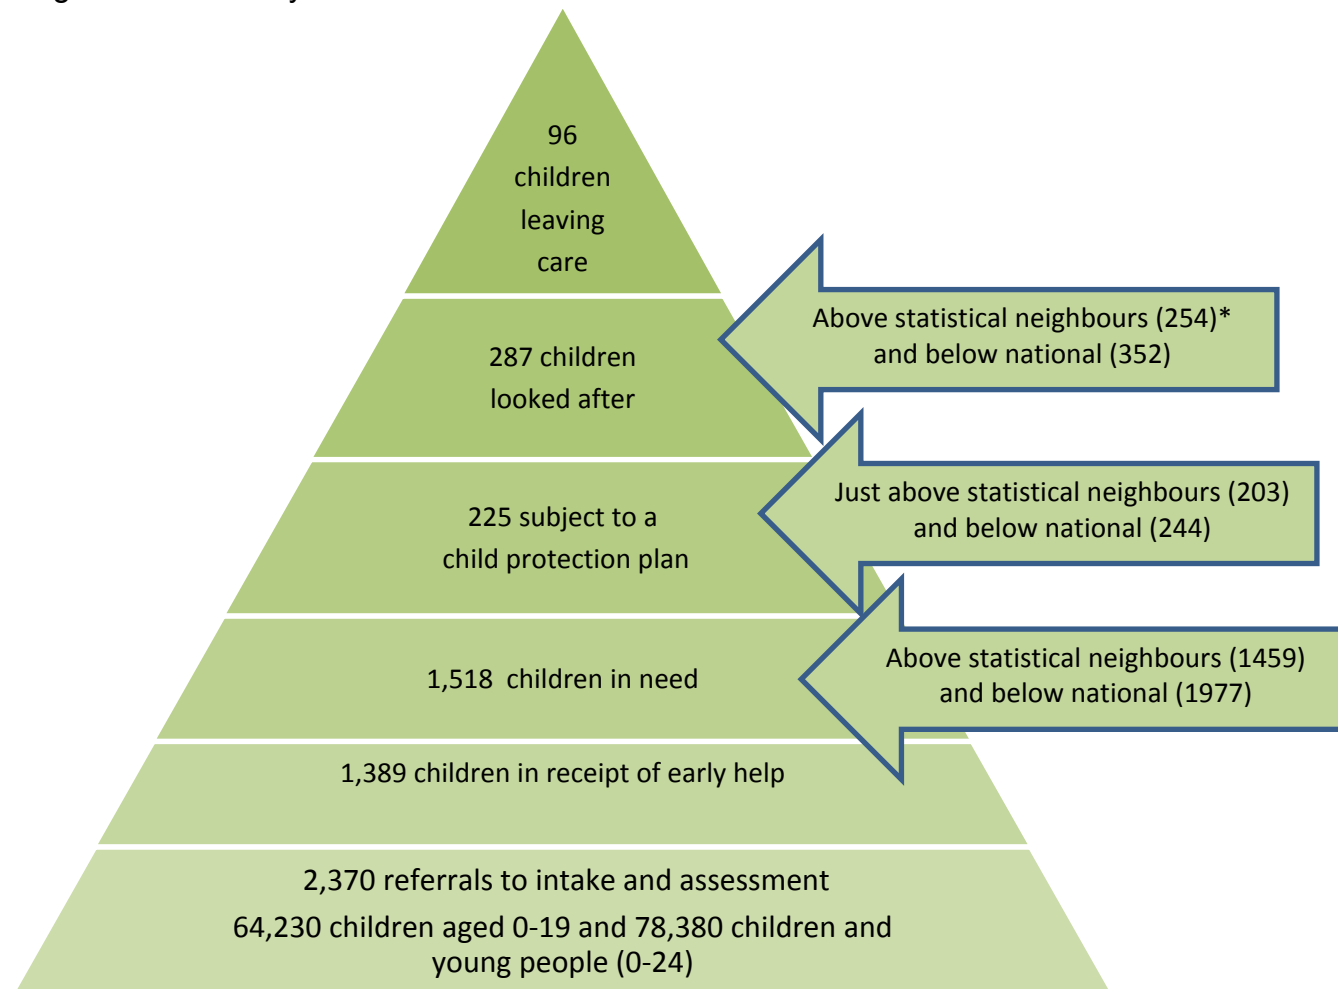 96
children
leaving
care
Above statistical neighbours (254)*
and below national (352)
287 children
looked after
Just above statistical neighbours (203)
and below national (244)
225 subject to a
child protection plan
Above statistical neighbours (1459)
and below national (1977)
1,518 children in need
1,389 children in receipt of early help
2,370 referrals to intake and assessment
64,230 children aged 0-19 and 78,380 children and
young people (0-24)